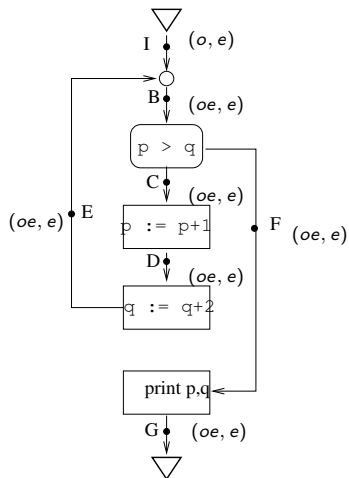 I (o, e)
B (oe, e)
p > q
C (oe, e)
p := p+1
(oe, e) E F (oe, e)
D (oe, e)
q := q+2
print p,q
G (oe, e)